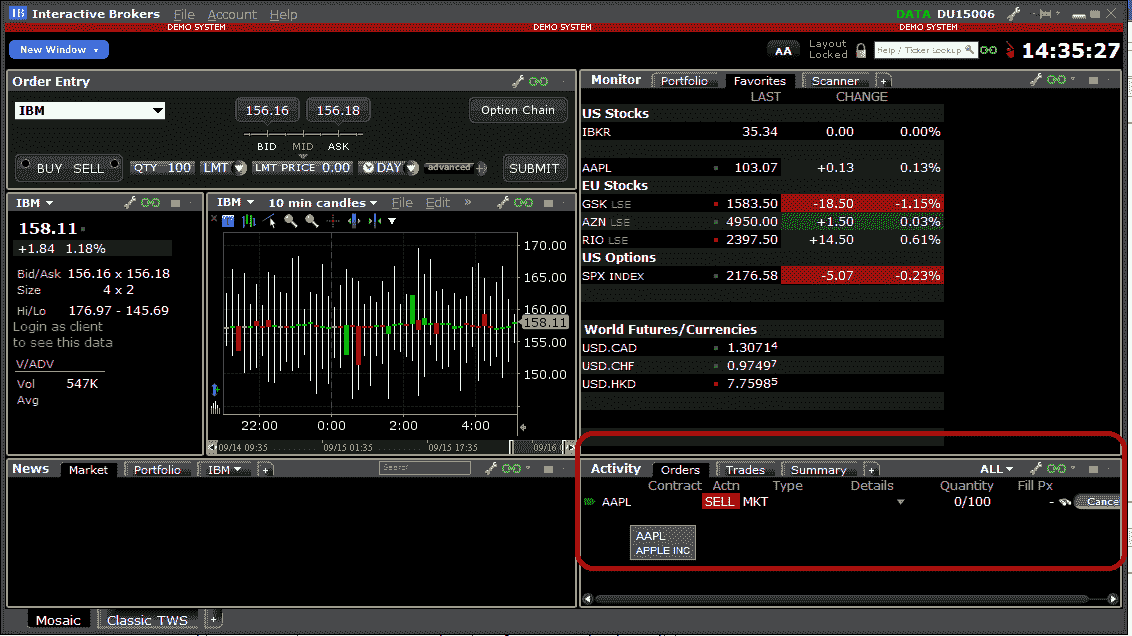 IB Interactive Brokers File Account Help DATA DU15006
DEMO SYSTEM DEMO SYSTEM DEMO SYSTEM
New Window AA Layout Locked Help / Ticker Lookup 14:35:27
Order Entry
IBM 156.16 156.18 Option Chain
BID MID ASK
BUY SELL QTY 100 LMT LMT PRICE 0.00 DAY advanced + SUBMIT
IBM
158.11
+1.84 1.18%
Bid/Ask 156.16 x 156.18
Size 4 x 2
Hi/Lo 176.97 - 145.69
Login as client
to see this data
V/ADV
Vol 547K
Avg
IBM 10 min candles File Edit »
170.00
165.00
160.00
158.11
155.00
150.00
22:00 0:00 2:00 4:00
09/14 09:35 09/15 01:35 09/15 17:35 09/16
Monitor Portfolio Favorites Scanner +
LAST CHANGE
US Stocks
IBKR 35.34 0.00 0.00%
AAPL 103.07 +0.13 0.13%
EU Stocks
GSK LSE 1583.50 -18.50 -1.15%
AZN LSE 4950.00 +1.50 0.03%
RIO LSE 2397.50 +14.50 0.61%
US Options
SPX INDEX 2176.58 -5.07 -0.23%
World Futures/Currencies
USD.CAD 1.30714
USD.CHF 0.97497
USD.HKD 7.75985
News Market Portfolio IBM +
Search
Activity Orders Trades Summary + ALL
Contract Actn Type Details Quantity Fill Px
AAPL SELL MKT 0/100 - Cance
AAPL
APPLE INC
Mosaic Classic TWS +